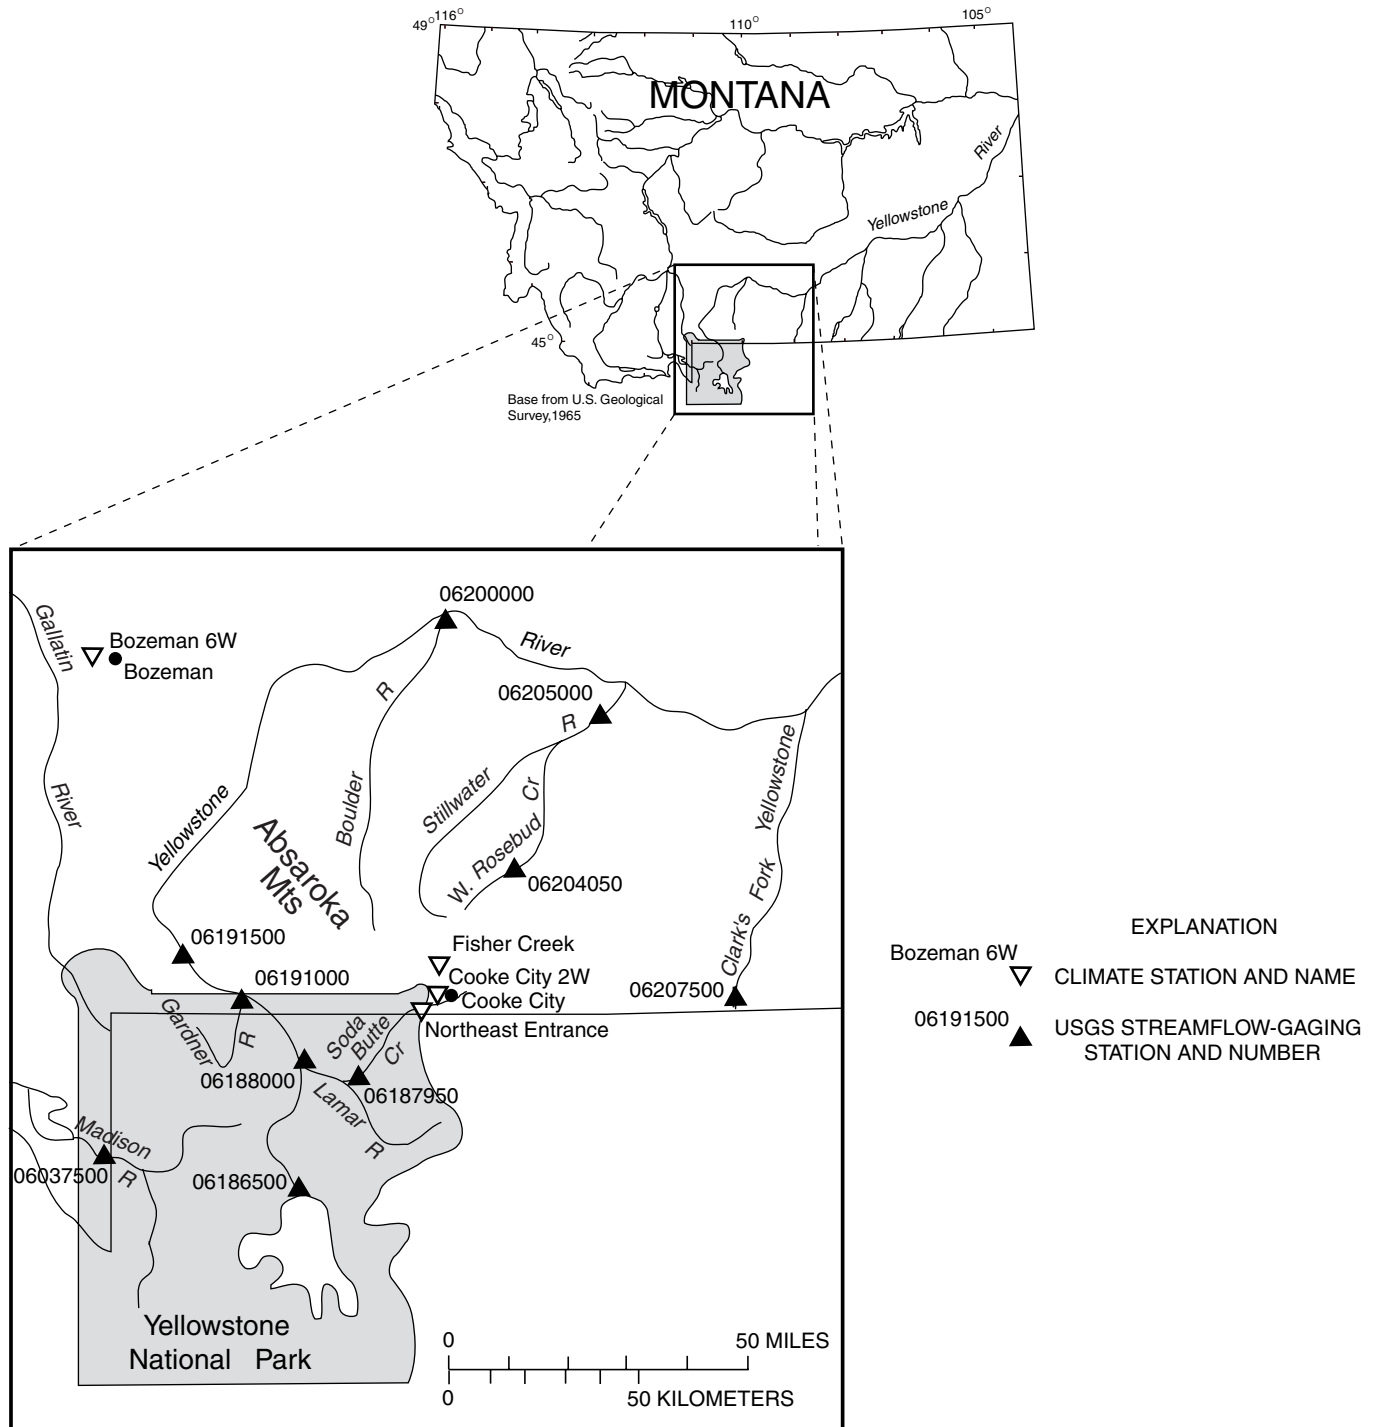 49° 116°
110°
105°
MONTANA
River
Yellowstone
45°
Base from U.S. Geological
Survey,1965
06200000
Gallatin
Bozeman 6W
Bozeman
River
R
06205000
R
Stillwater
Cr
Yellowstone
River
Yellowstone
Boulder
Absaroka
Mts
W. Rosebud
06204050
Fork
Clark's
06191500
Fisher Creek
06191000
Cooke City 2W
Cooke City
06207500
Northeast Entrance
Gardner
R
Soda
Butte
Cr
06188000
06187950
Lamar
R
Madison
R
06037500
06186500
Yellowstone
National Park
0
50 MILES
0
50 KILOMETERS
EXPLANATION
Bozeman 6W
CLIMATE STATION AND NAME
06191500
USGS STREAMFLOW-GAGING
STATION AND NUMBER